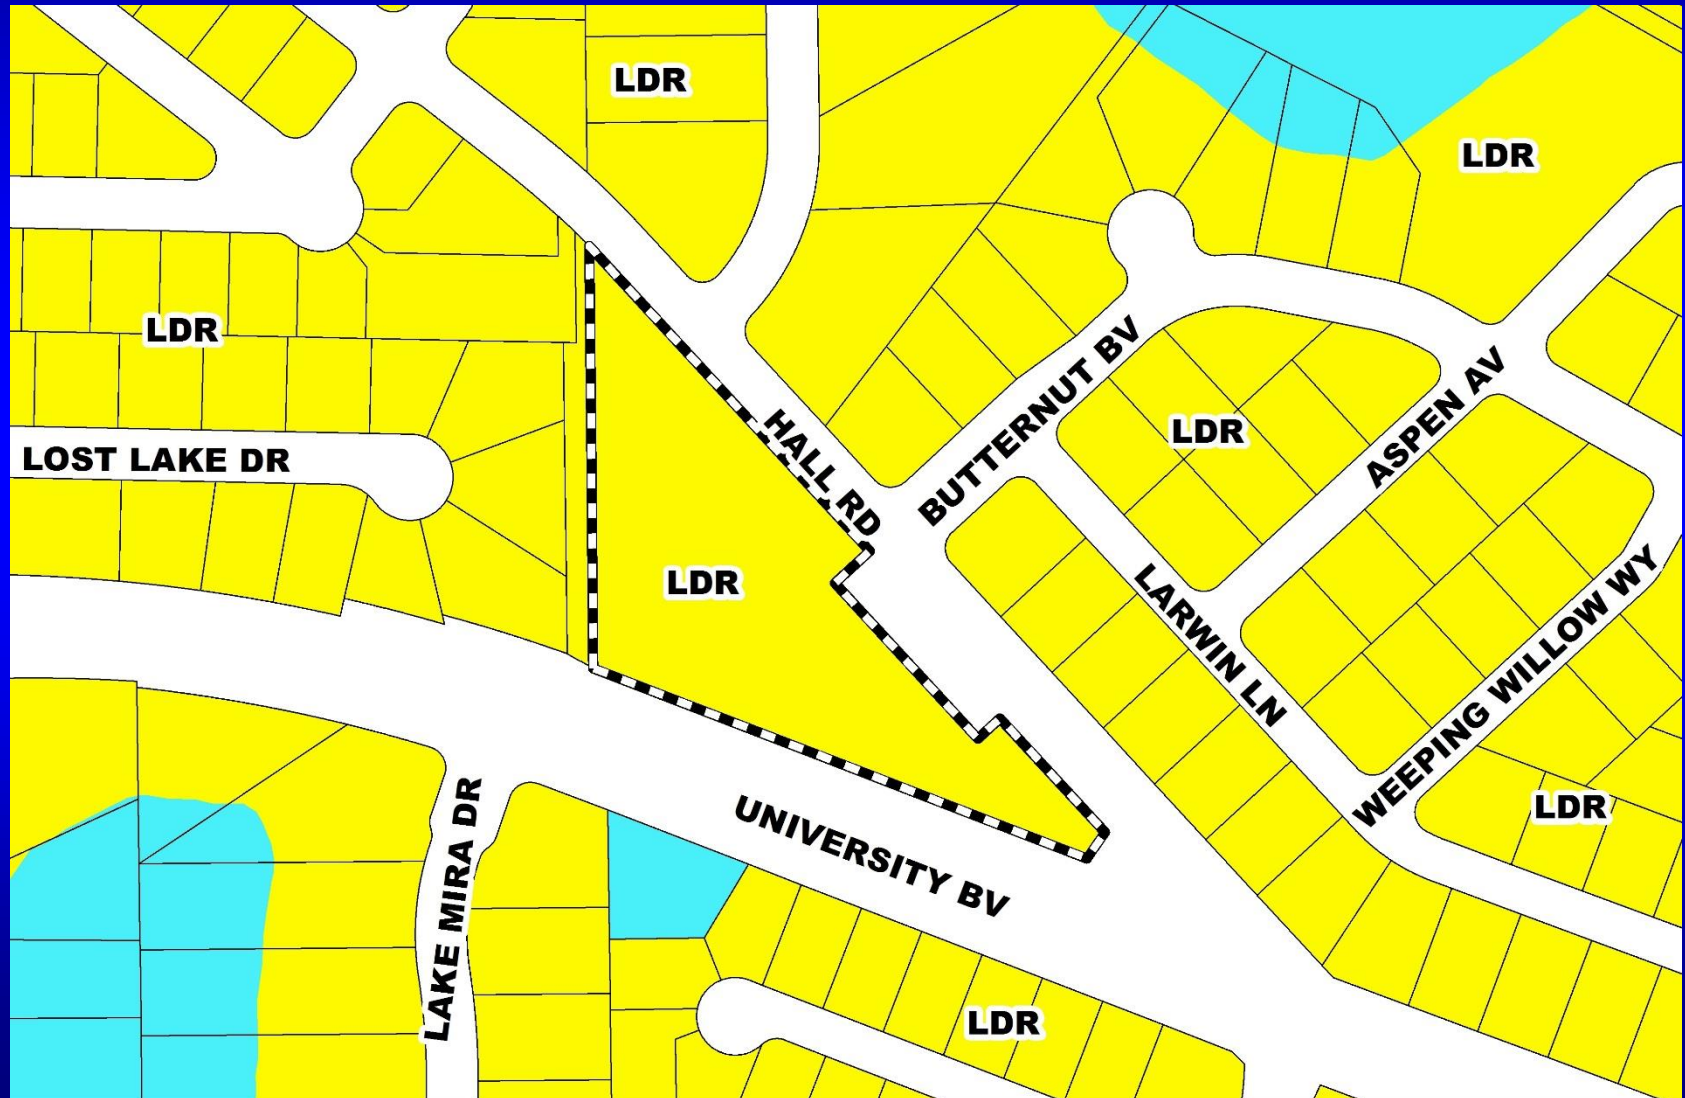 LDR
LDR
LDR
BUTTERNUT BV
ASPEN AV
LDR
LOST LAKE DR
HALL RD
LDR
LARWIN LN
WEEPING WILLOW WY
LDR
LAKE MIRA DR
UNIVERSITY BV
LDR